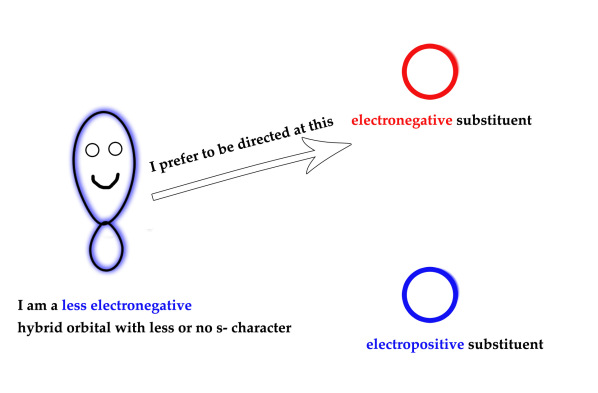 I prefer to be directed at this
electronegative substituent
I am a less electronegative
hybrid orbital with less or no s- character
electropositive substituent